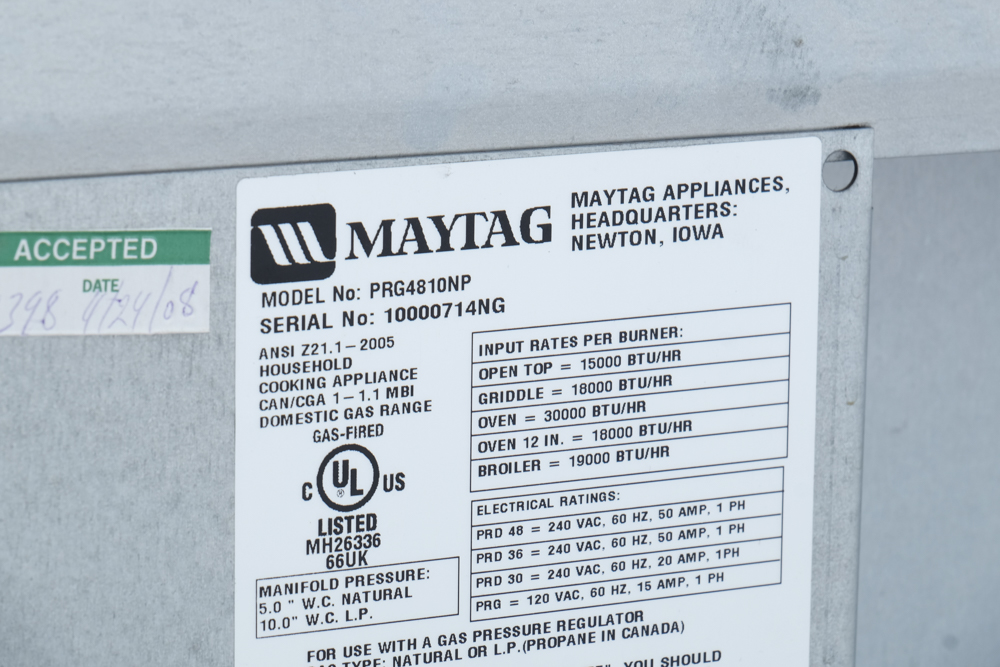 ACCEPTED
DATE
398 4/24/08
MAYTAG
MAYTAG APPLIANCES,
HEADQUARTERS:
NEWTON, IOWA
MODEL No: PRG4810NP
SERIAL No: 10000714NG
ANSI Z21.1-2005
HOUSEHOLD
COOKING APPLIANCE
CAN/CGA 1-1.1 MBI
DOMESTIC GAS RANGE
GAS-FIRED
C UL ® US
LISTED
MH26336
66UK
MANIFOLD PRESSURE:
5.0 " W.C. NATURAL
10.0" W.C. L.P.
INPUT RATES PER BURNER:
OPEN TOP = 15000 BTU/HR
GRIDDLE = 18000 BTU/HR
OVEN = 30000 BTU/HR
OVEN 12 IN. = 18000 BTU/HR
BROILER = 19000 BTU/HR
ELECTRICAL RATINGS:
PRD 48 = 240 VAC, 60 HZ, 50 AMP, 1 PH
PRD 36 = 240 VAC, 60 HZ, 50 AMP, 1 PH
PRD 30 = 240 VAC, 60 HZ, 20 AMP, 1PH
PRG = 120 VAC, 60 HZ, 15 AMP, 1 PH
FOR USE WITH A GAS PRESSURE REGULATOR
GAS TYPE: NATURAL OR L.P.(PROPANE IN CANADA)
YOU SHOULD